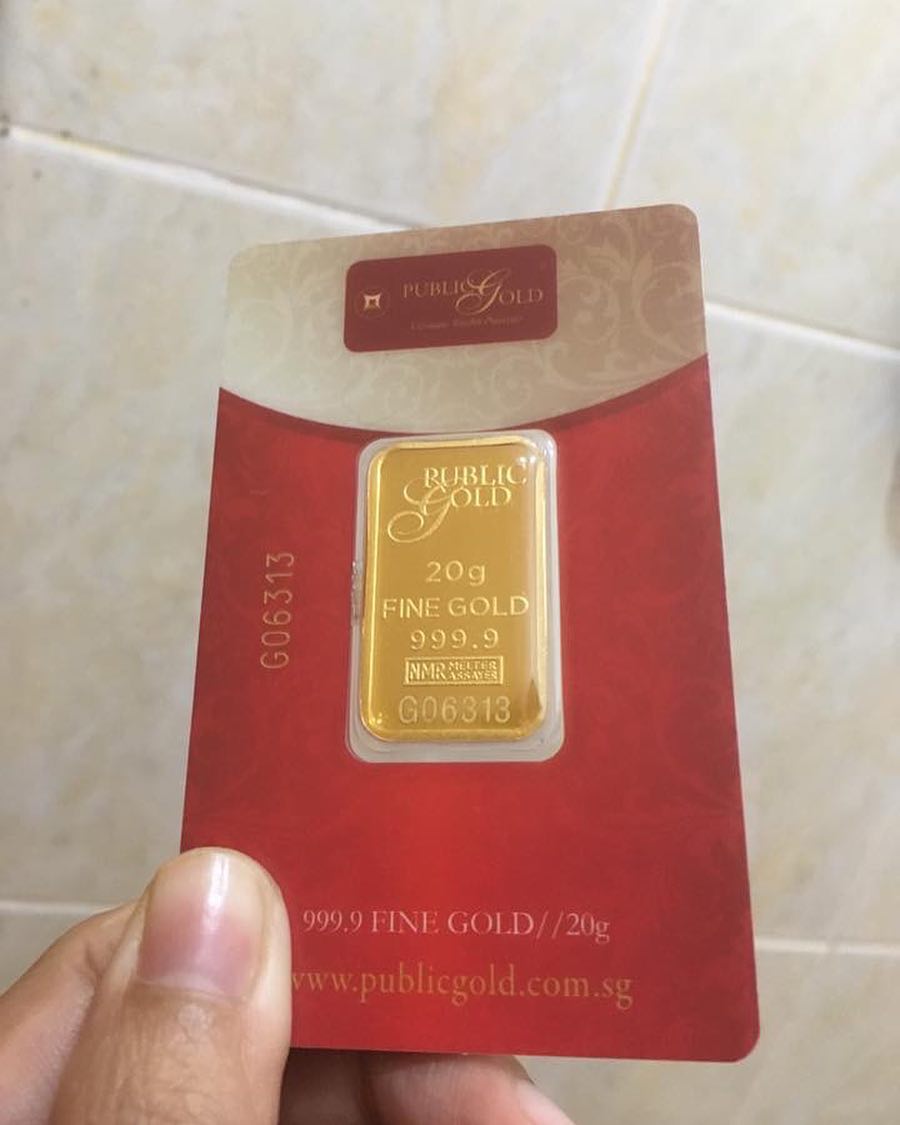 PUBLIC GOLD
PUBLIC
GOLD
20g
FINE GOLD
999.9
NMR MELTER
ASSAYER
G06313
G06313
999.9 FINE GOLD//20g
www.publicgold.com.sg